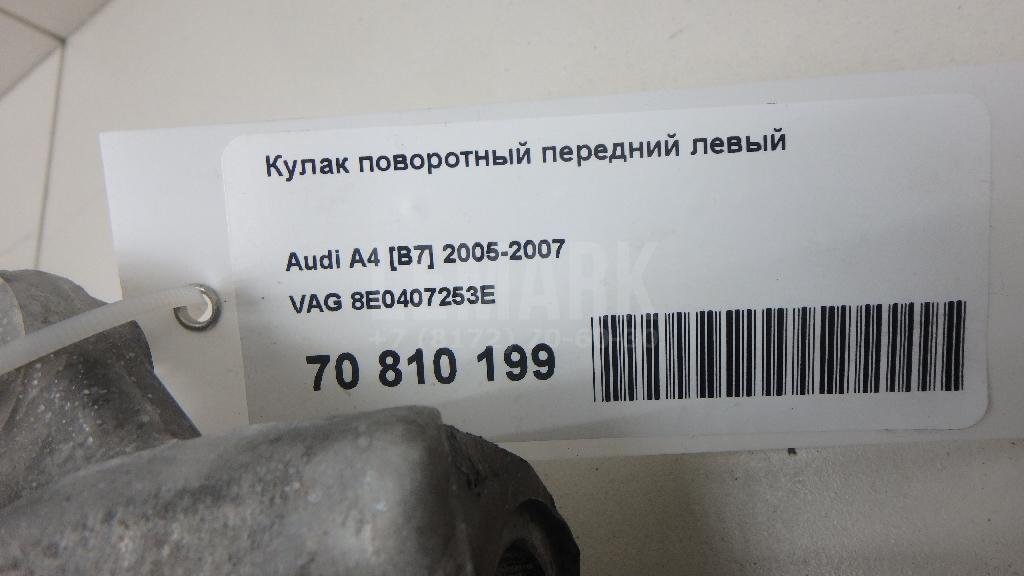 Кулак поворотный передний левый
Audi A4 [B7] 2005-2007
VAG 8E0407253E
70 810 199